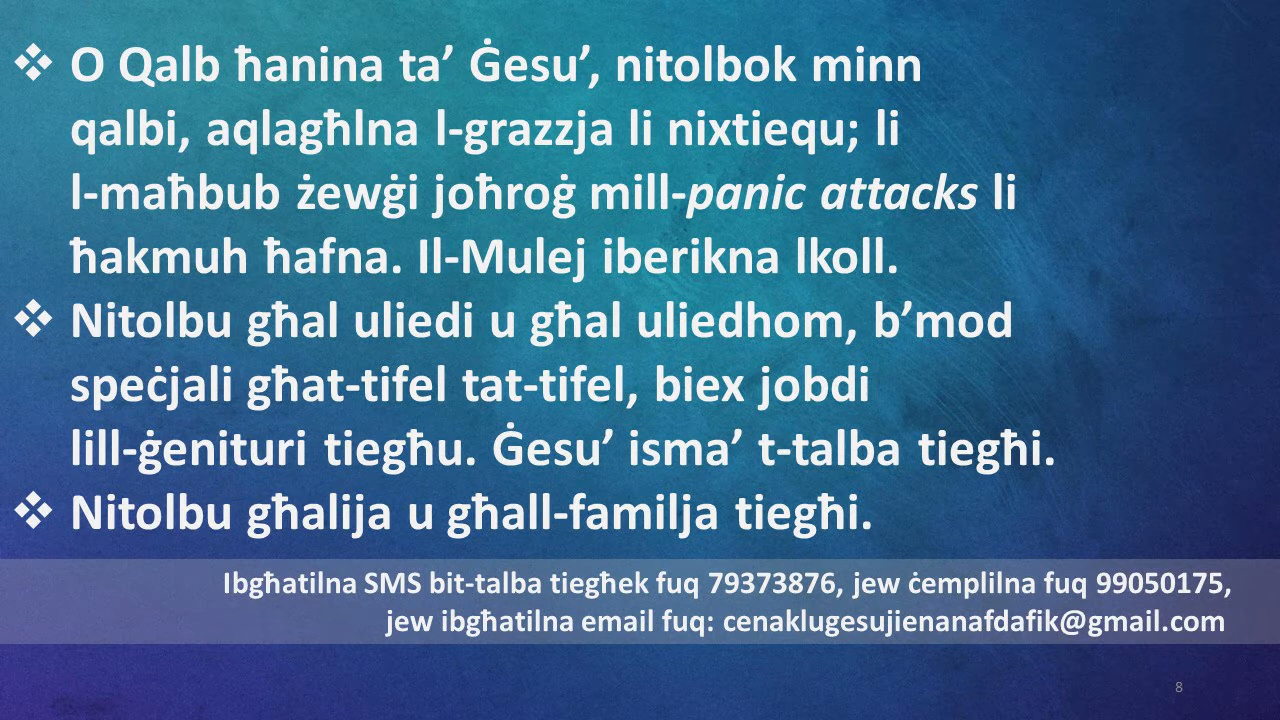 ❖ O Qalb ħanina ta’ Ġesu’, nitolbok minn
qalbi, aqlagħlna l-grazzja li nixtiequ; li
l-maħbub żewġi joħroġ mill-panic attacks li
ħakmuh ħafna. Il-Mulej iberikna lkoll.
❖ Nitolbu għal uliedi u għal uliedhom, b’mod
speċjali għat-tifel tat-tifel, biex jobdi
lill-ġenituri tiegħu. Ġesu’ isma’ t-talba tiegħi.
❖ Nitolbu għalija u għall-familja tiegħi.
Ibgħatilna SMS bit-talba tiegħek fuq 79373876, jew ċemplilna fuq 99050175,
jew ibgħatilna email fuq: cenaklugesujienanafdafik@gmail.com
8